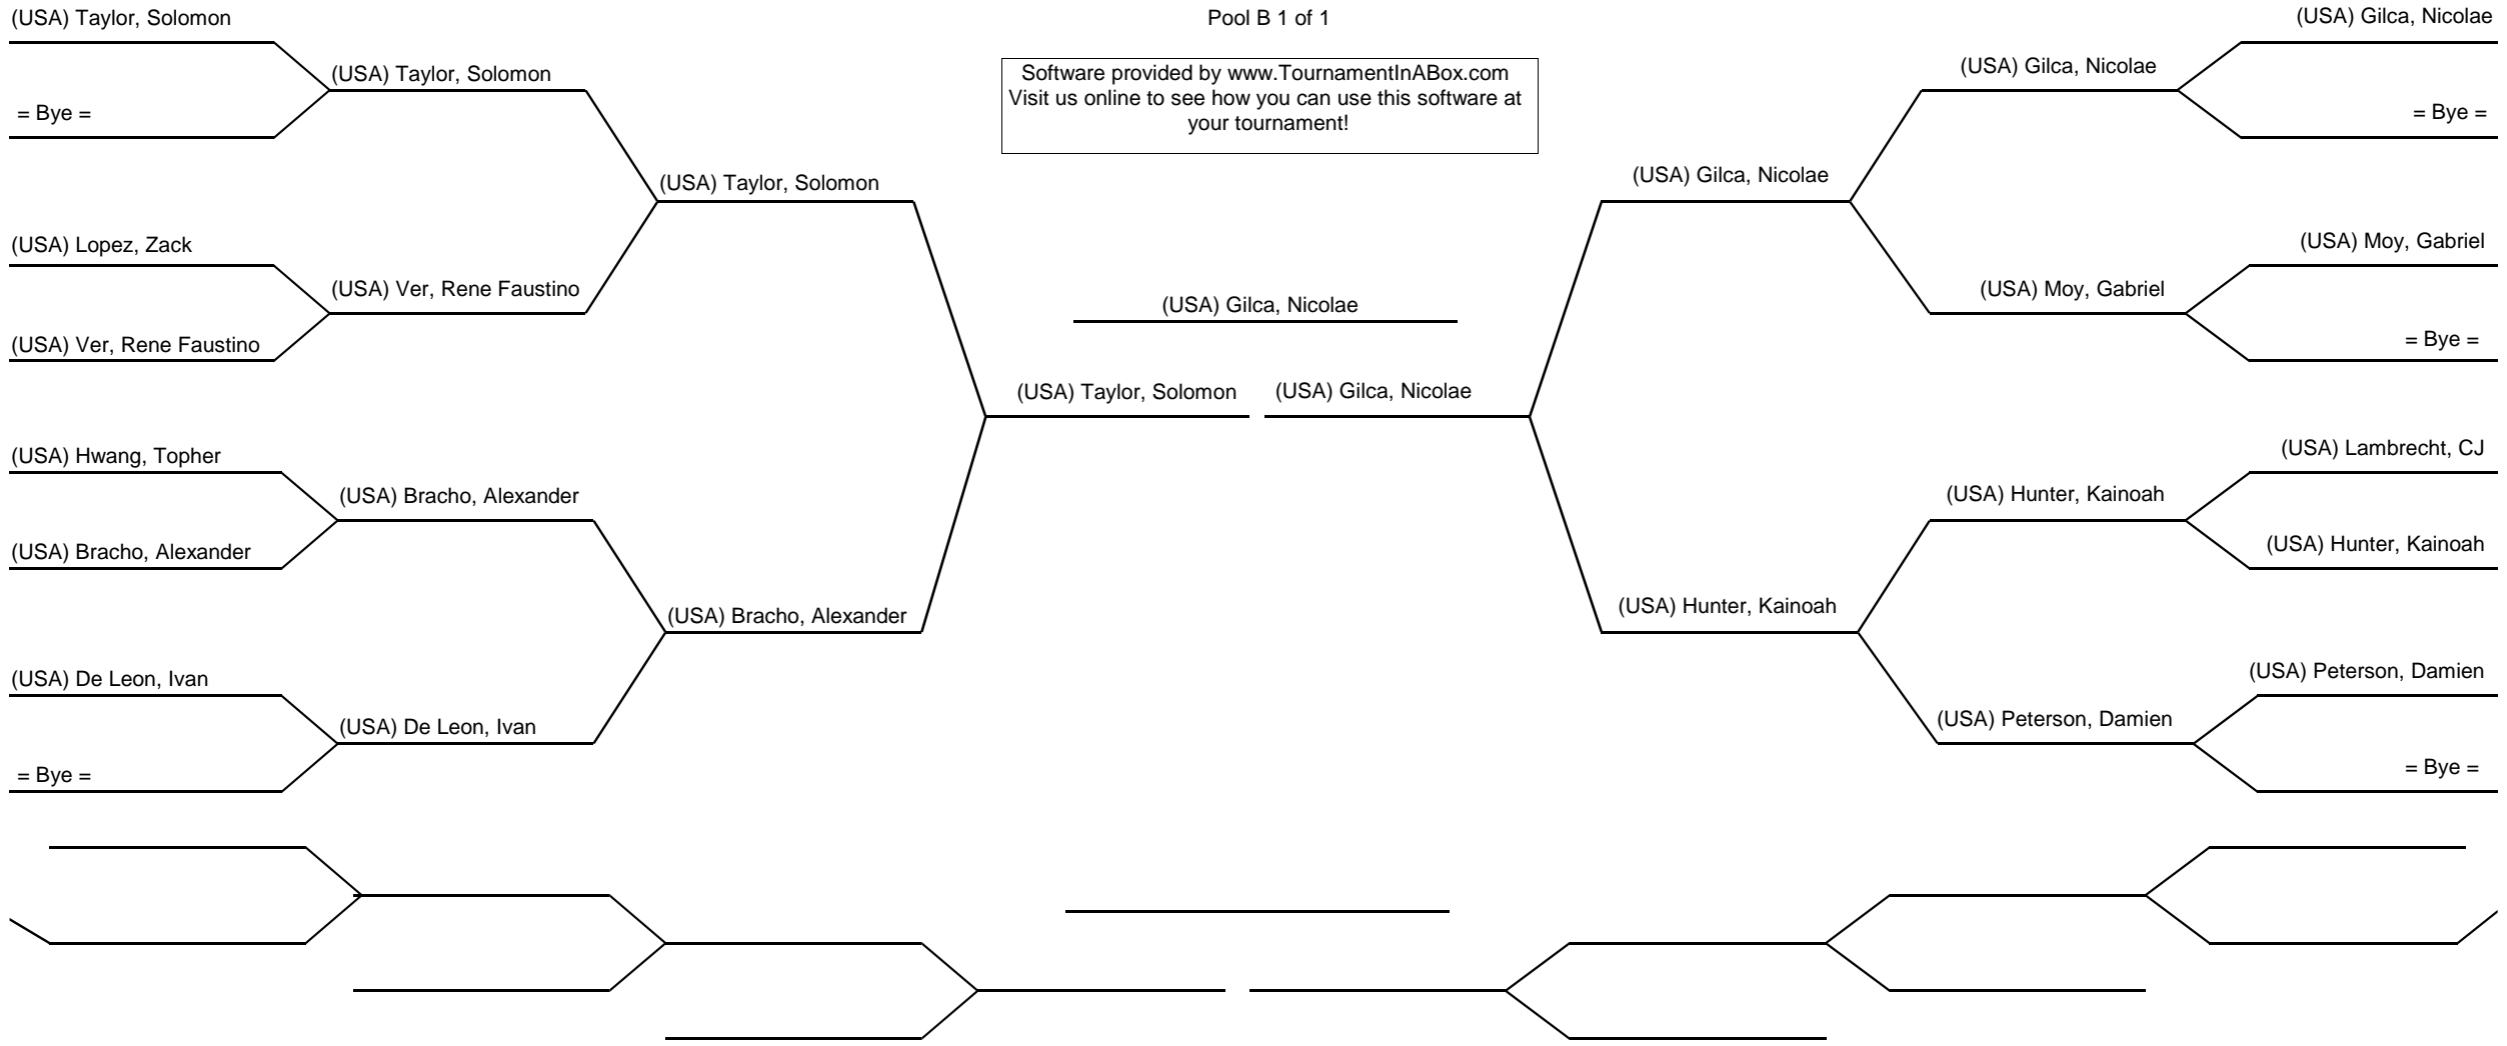 (USA) Taylor, Solomon
= Bye =
(USA) Lopez, Zack
(USA) Ver, Rene Faustino
(USA) Hwang, Topher
(USA) Bracho, Alexander
(USA) De Leon, Ivan
= Bye =
(USA) Taylor, Solomon
(USA) Ver, Rene Faustino
(USA) Bracho, Alexander
(USA) De Leon, Ivan
(USA) Taylor, Solomon
(USA) Bracho, Alexander
Pool B 1 of 1
Software provided by www.TournamentInABox.com
Visit us online to see how you can use this software at
your tournament!
(USA) Gilca, Nicolae
(USA) Taylor, Solomon
(USA) Gilca, Nicolae
(USA) Gilca, Nicolae
(USA) Hunter, Kainoah
(USA) Gilca, Nicolae
(USA) Moy, Gabriel
(USA) Hunter, Kainoah
(USA) Peterson, Damien
(USA) Gilca, Nicolae
= Bye =
(USA) Moy, Gabriel
= Bye =
(USA) Lambrecht, CJ
(USA) Hunter, Kainoah
(USA) Peterson, Damien
= Bye =